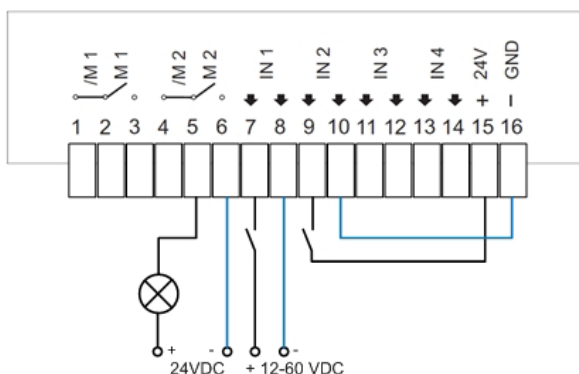 /M 1 M 1 /M 2 M 2 IN 1 IN 2 IN 3 IN 4 24V GND
+ −
1 2 3 4 5 6 7 8 9 10 11 12 13 14 15 16
+ - + -
24VDC 12-60 VDC